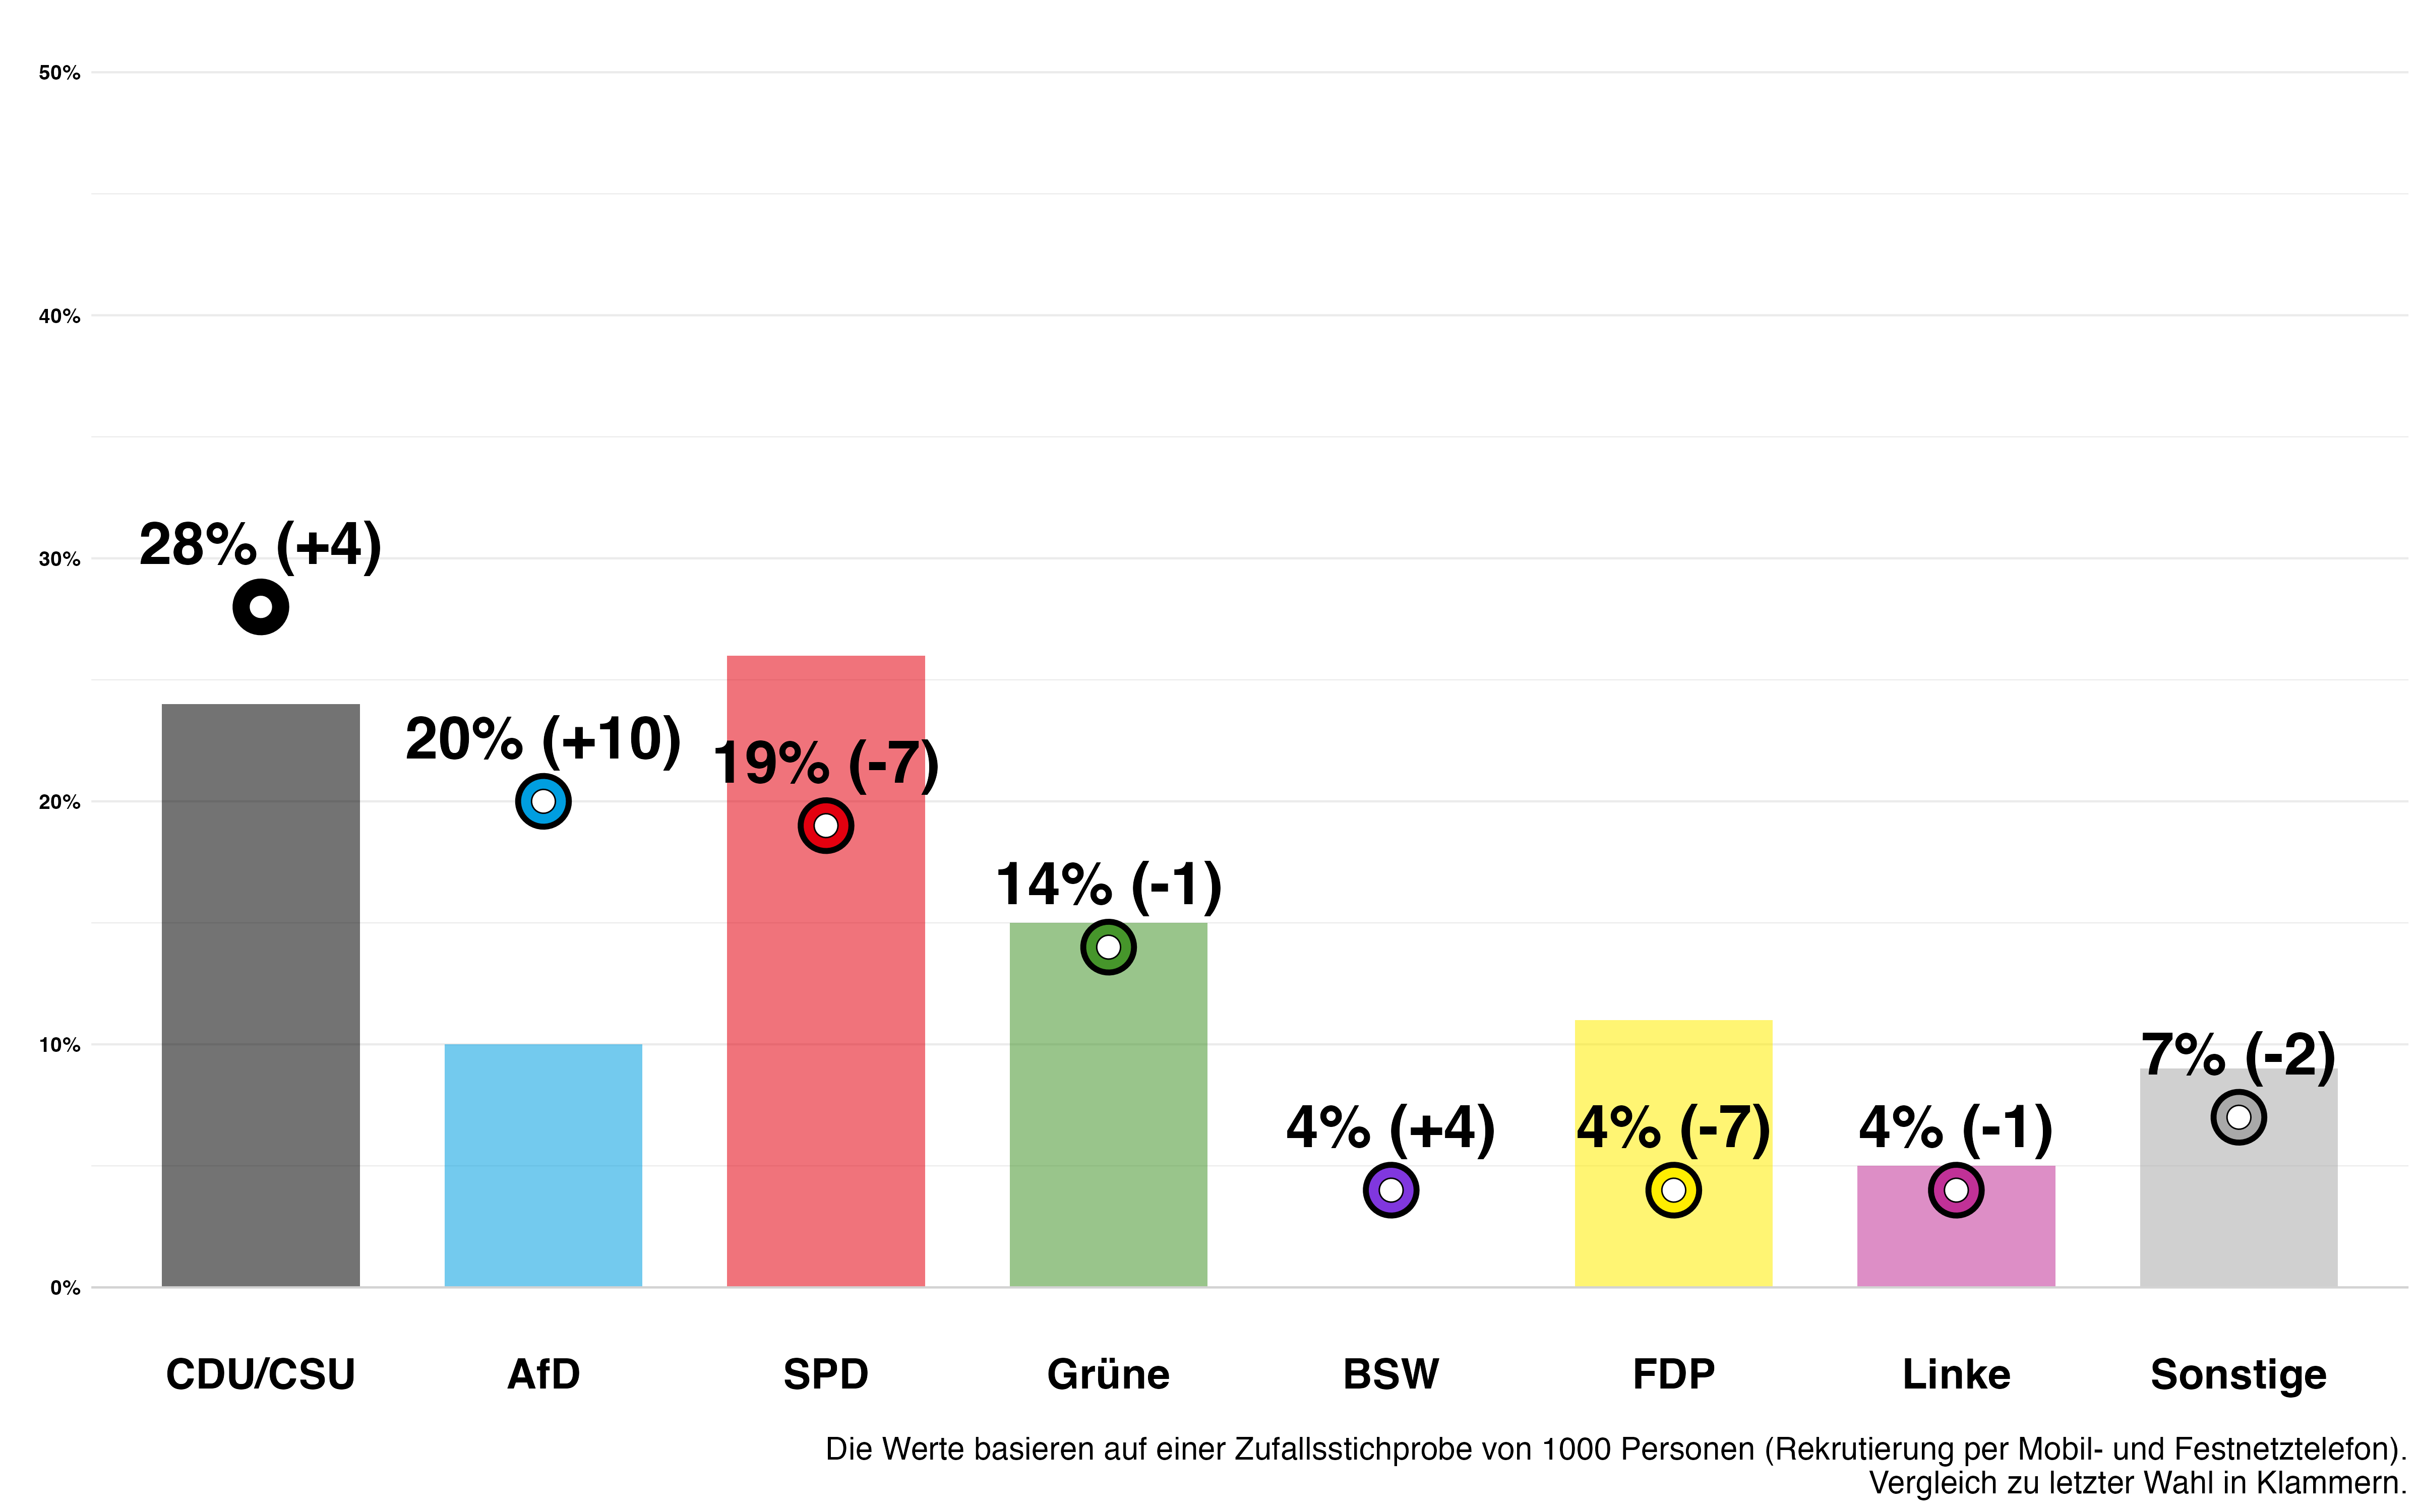 50%
40%
30%
20%
10%
0%
28% (+4)
20% (+10)
19% (-7)
14% (-1)
4% (+4)
4% (-7)
4% (-1)
7% (-2)
CDU/CSU
AfD
SPD
Grüne
BSW
FDP
Linke
Sonstige
Die Werte basieren auf einer Zufallsstichprobe von 1000 Personen (Rekrutierung per Mobil- und Festnetztelefon).
Vergleich zu letzter Wahl in Klammern.